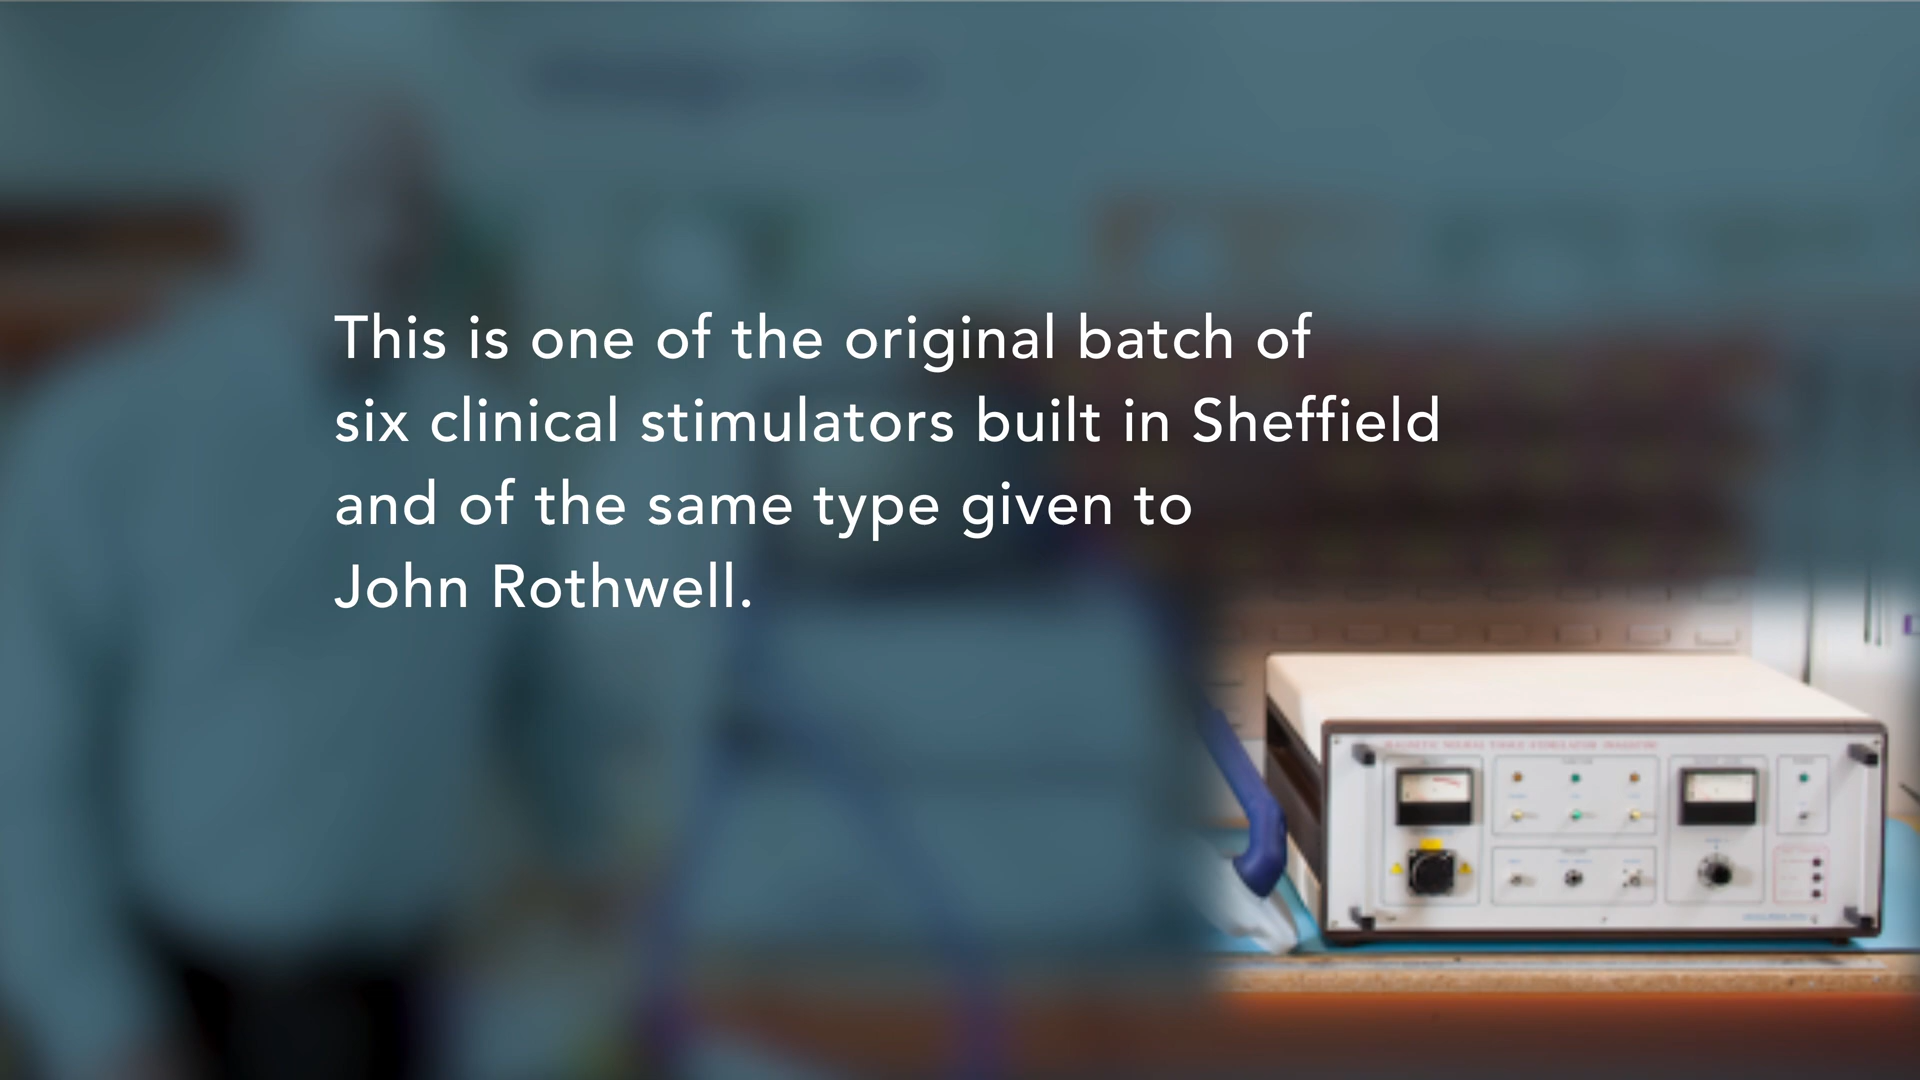 This is one of the original batch of
six clinical stimulators built in Sheffield
and of the same type given to
John Rothwell.